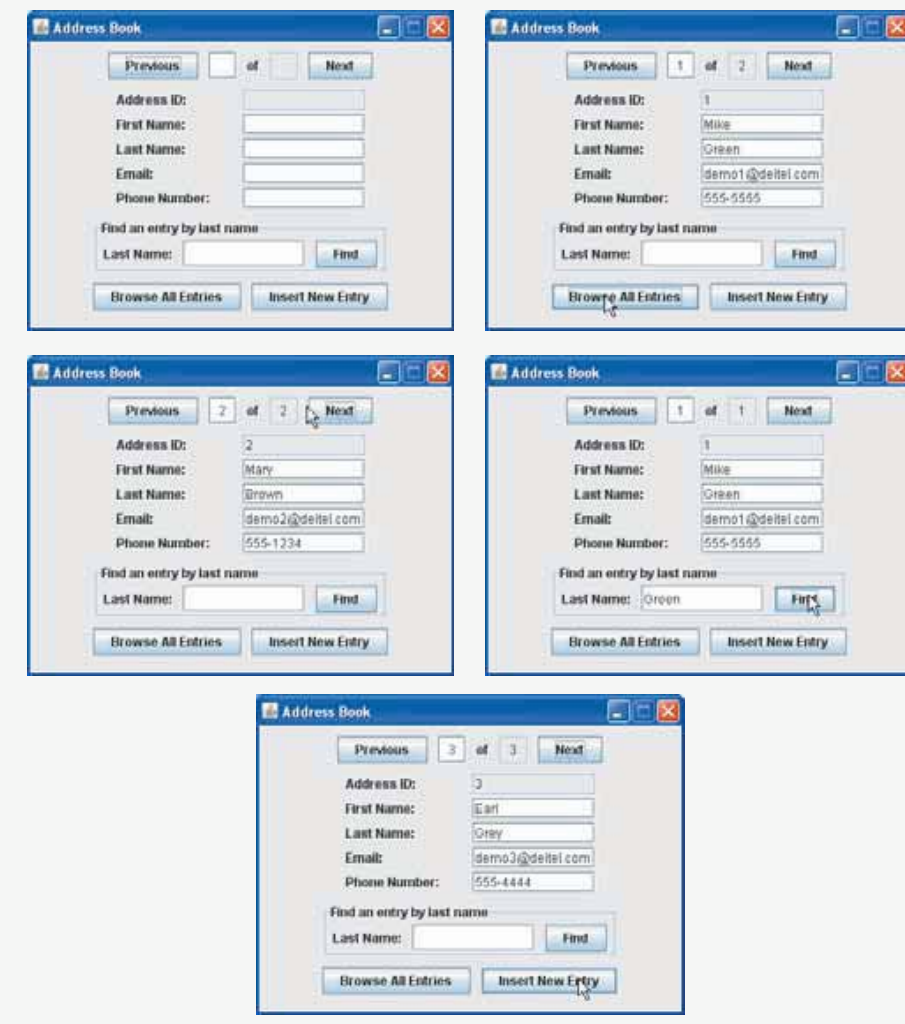 Address Book
Previous of Next
Address ID:
First Name:
Last Name:
Email:
Phone Number:
Find an entry by last name
Last Name: Find
Browse All Entries Insert New Entry
Address Book
Previous 1 of 2 Next
Address ID: 1
First Name: Mike
Last Name: Green
Email: demo1@deitel.com
Phone Number: 555-5555
Find an entry by last name
Last Name: Find
Browse All Entries Insert New Entry
Address Book
Previous 2 of 2 Next
Address ID: 2
First Name: Mary
Last Name: Brown
Email: demo2@deitel.com
Phone Number: 555-1234
Find an entry by last name
Last Name: Find
Browse All Entries Insert New Entry
Address Book
Previous 1 of 1 Next
Address ID: 1
First Name: Mike
Last Name: Green
Email: demo1@deitel.com
Phone Number: 555-5555
Find an entry by last name
Last Name: Green Find
Browse All Entries Insert New Entry
Address Book
Previous 3 of 3 Next
Address ID: 3
First Name: Earl
Last Name: Grey
Email: demo3@deitel.com
Phone Number: 555-4444
Find an entry by last name
Last Name: Find
Browse All Entries Insert New Entry